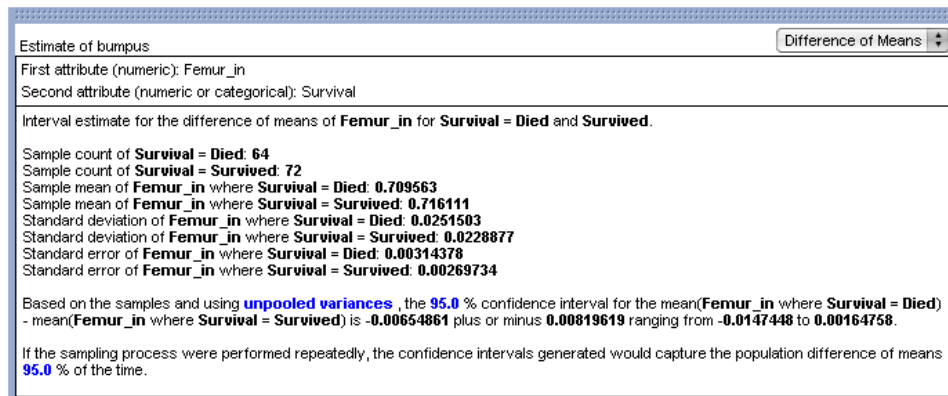 Estimate of bumpus
Difference of Means
First attribute (numeric): Femur_in
Second attribute (numeric or categorical): Survival
Interval estimate for the difference of means of Femur_in for Survival = Died and Survived.
Sample count of Survival = Died: 64
Sample count of Survival = Survived: 72
Sample mean of Femur_in where Survival = Died: 0.709563
Sample mean of Femur_in where Survival = Survived: 0.716111
Standard deviation of Femur_in where Survival = Died: 0.0251503
Standard deviation of Femur_in where Survival = Survived: 0.0228877
Standard error of Femur_in where Survival = Died: 0.00314378
Standard error of Femur_in where Survival = Survived: 0.00269734
Based on the samples and using unpooled variances , the 95.0 % confidence interval for the mean(Femur_in where Survival = Died)
- mean(Femur_in where Survival = Survived) is -0.00654861 plus or minus 0.00819619 ranging from -0.0147448 to 0.00164758.
If the sampling process were performed repeatedly, the confidence intervals generated would capture the population difference of means
95.0 % of the time.